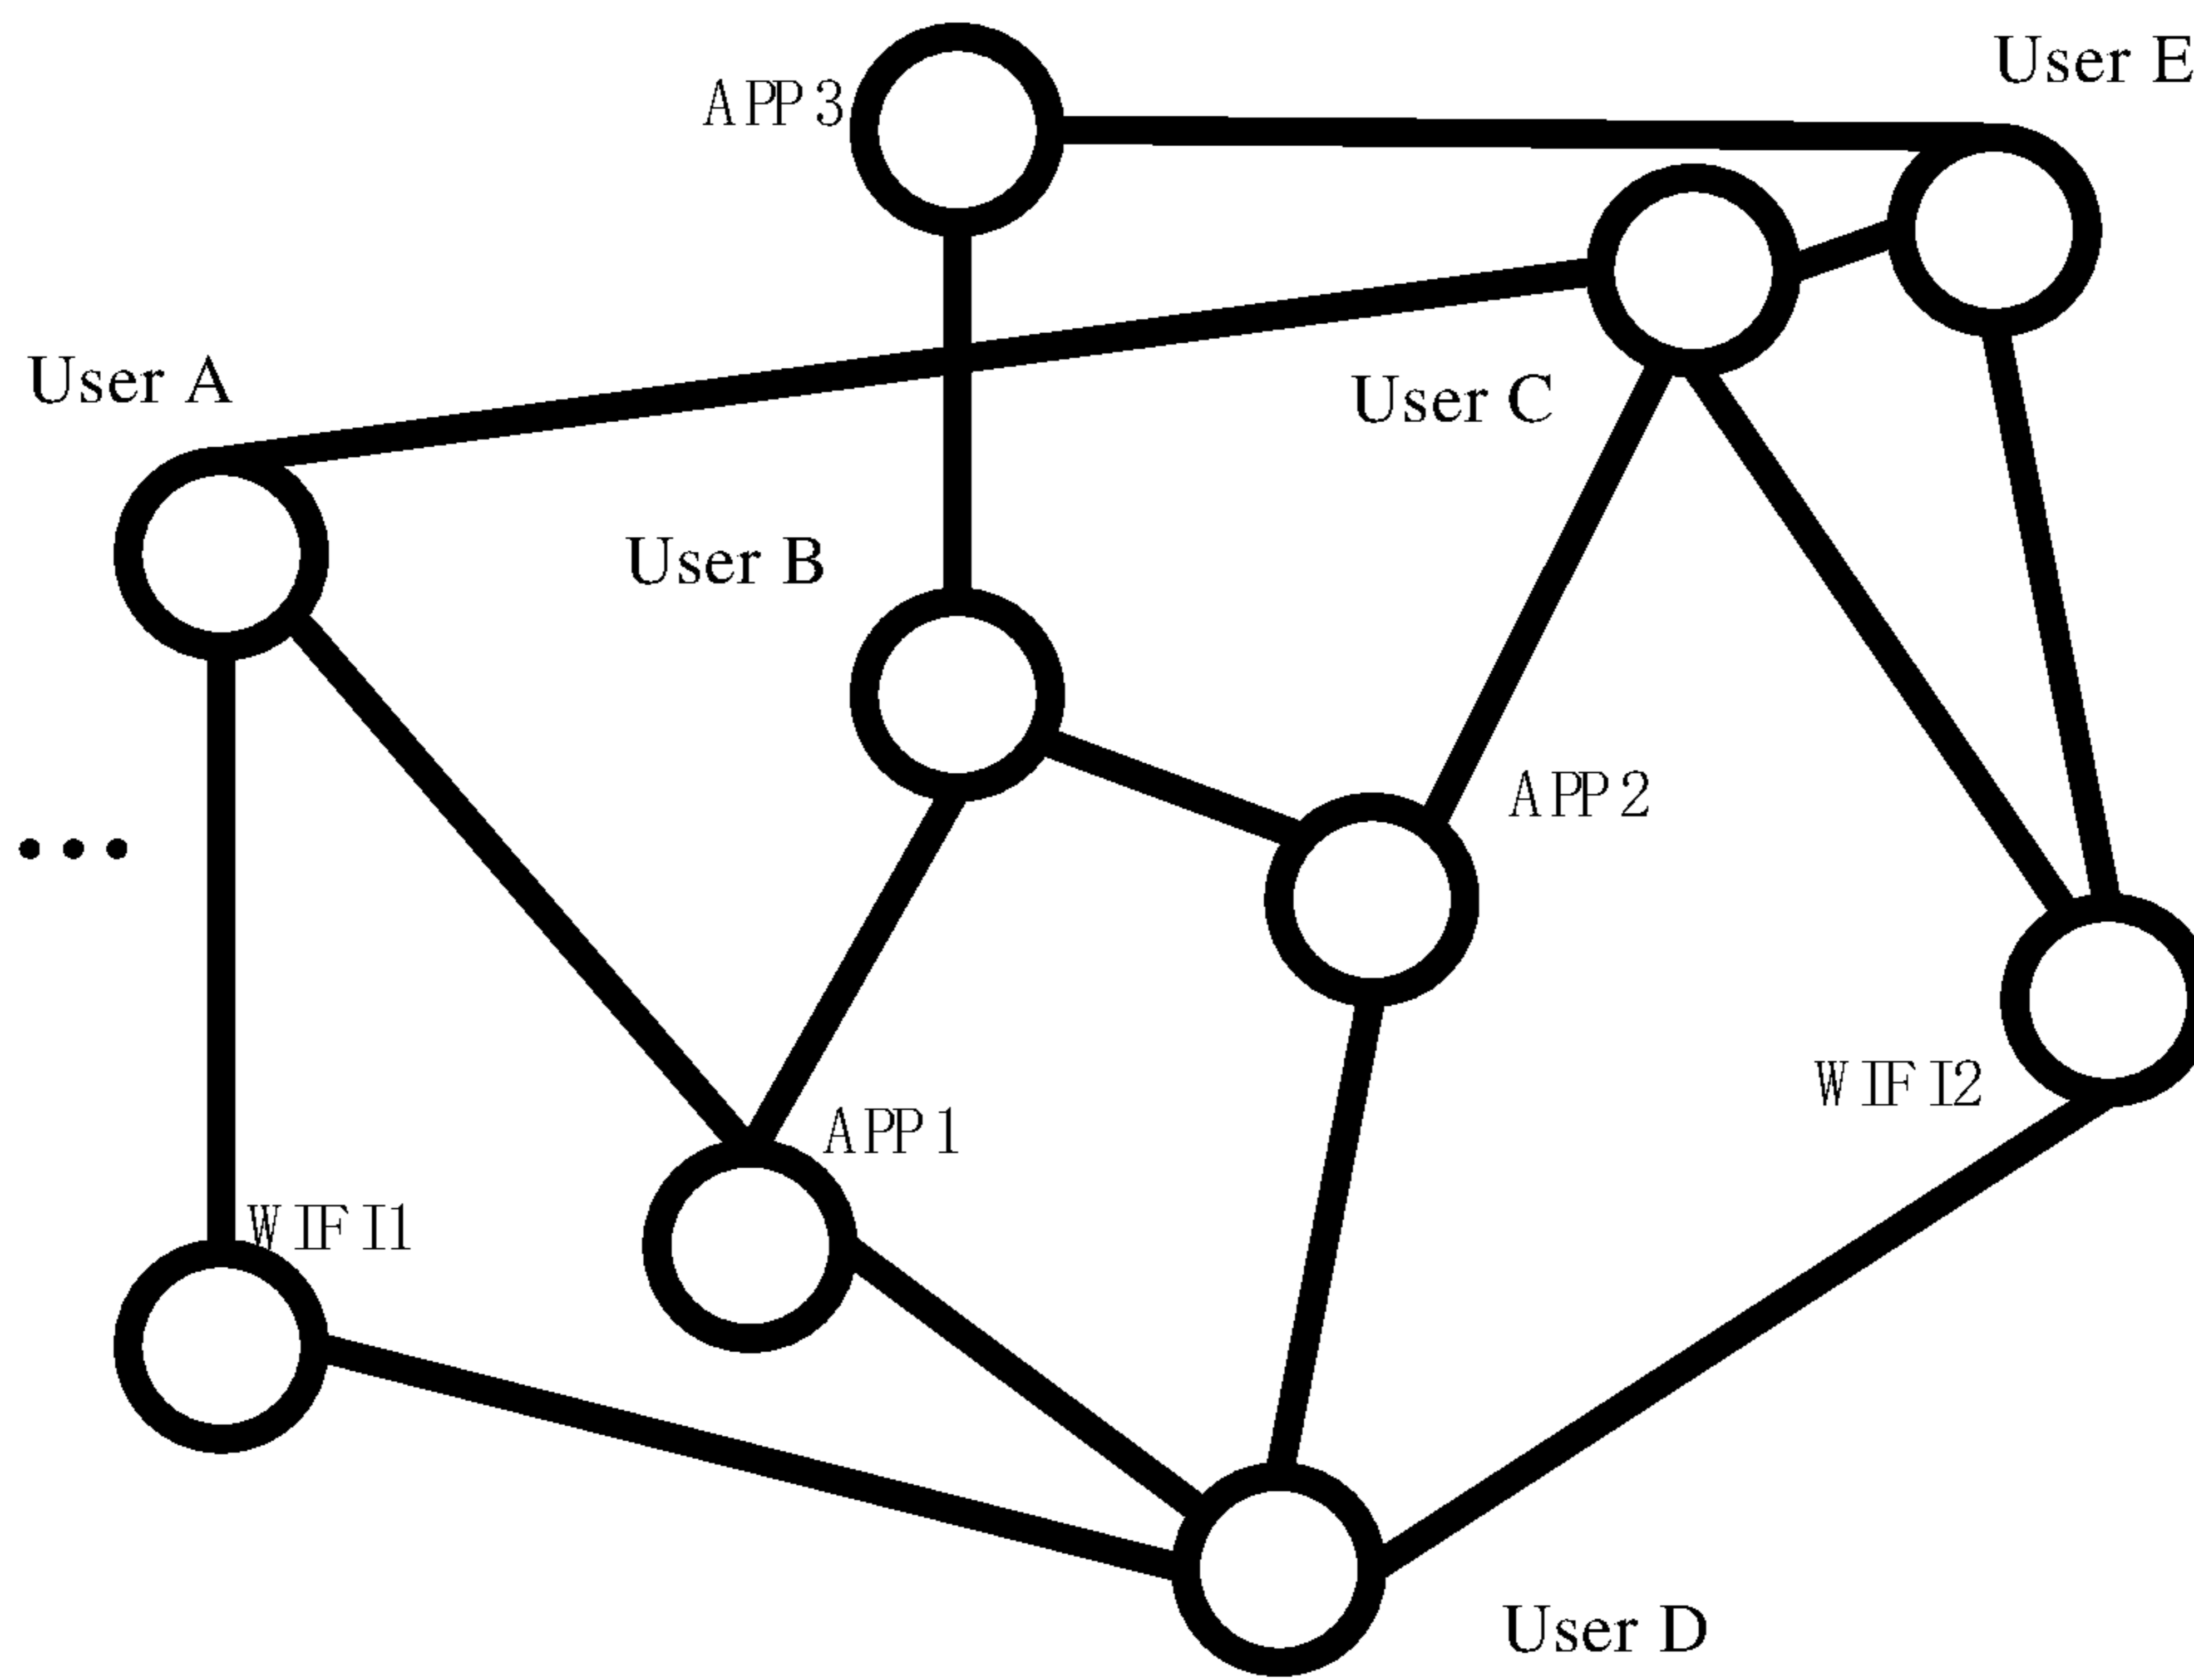 User E
APP3
User A
User C
User B
APP2
...
WIFI2
APP1
WIFI1
User D